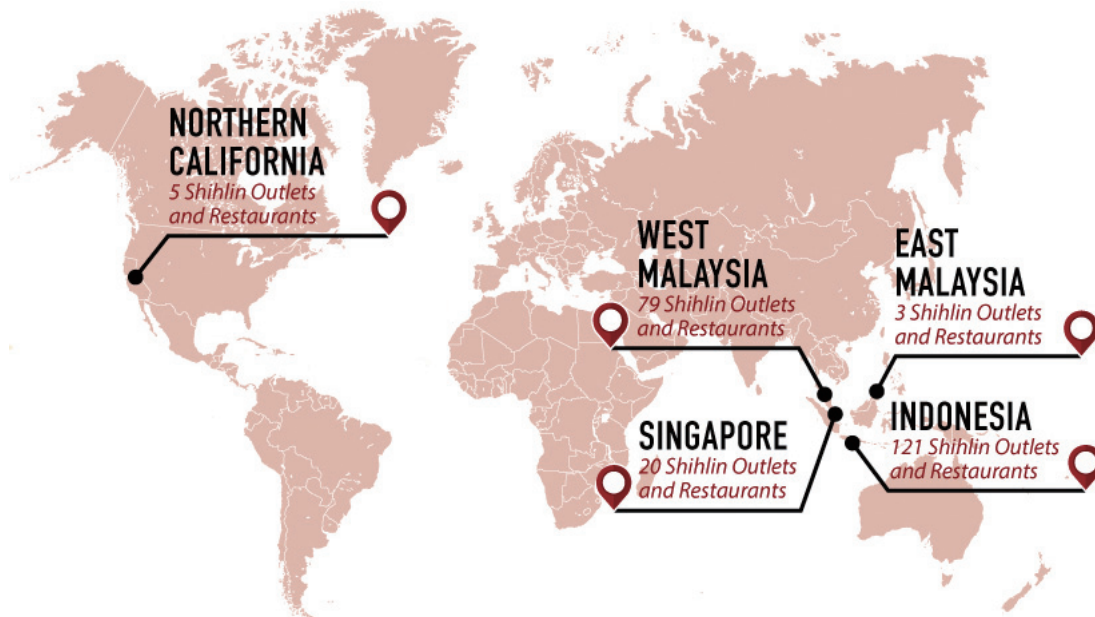 NORTHERN
CALIFORNIA
5 Shihlin Outlets
and Restaurants
WEST
MALAYSIA
79 Shihlin Outlets
and Restaurants
EAST
MALAYSIA
3 Shihlin Outlets
and Restaurants
SINGAPORE
20 Shihlin Outlets
and Restaurants
INDONESIA
121 Shihlin Outlets
and Restaurants